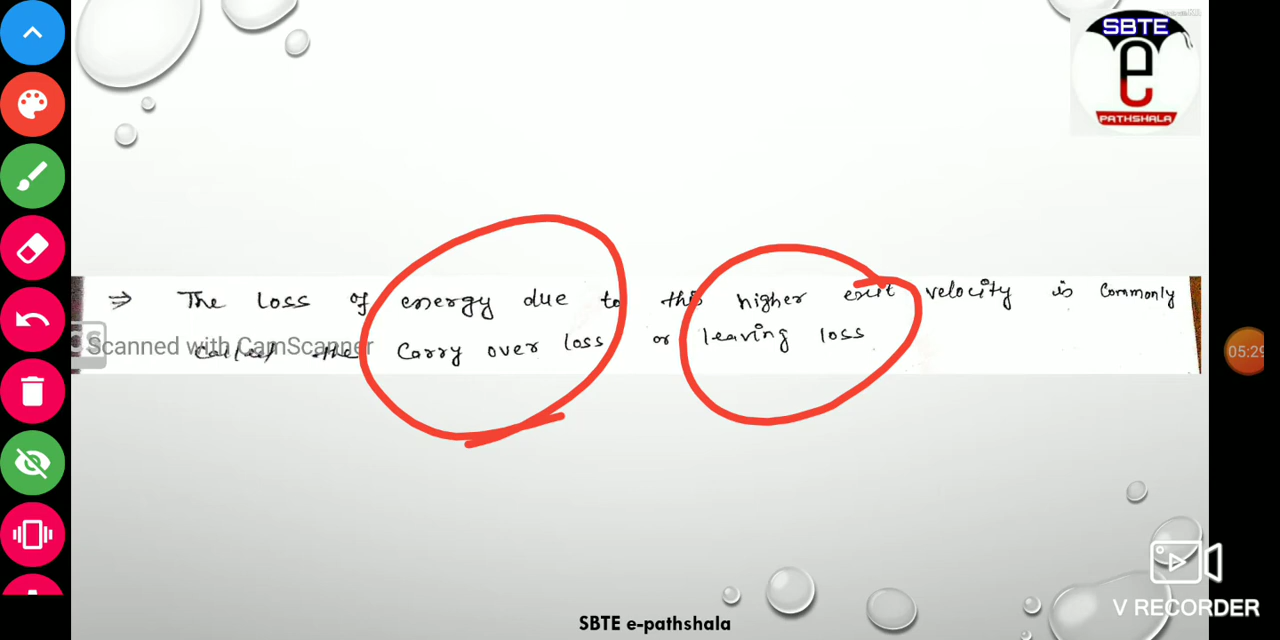 SBTE
e
PATHSHALA
⇒ The loss of energy due to this higher exit velocity is commonly
called the carry over loss or leaving loss
CS Scanned with CamScanner
05:29
V RECORDER
SBTE e-pathshala